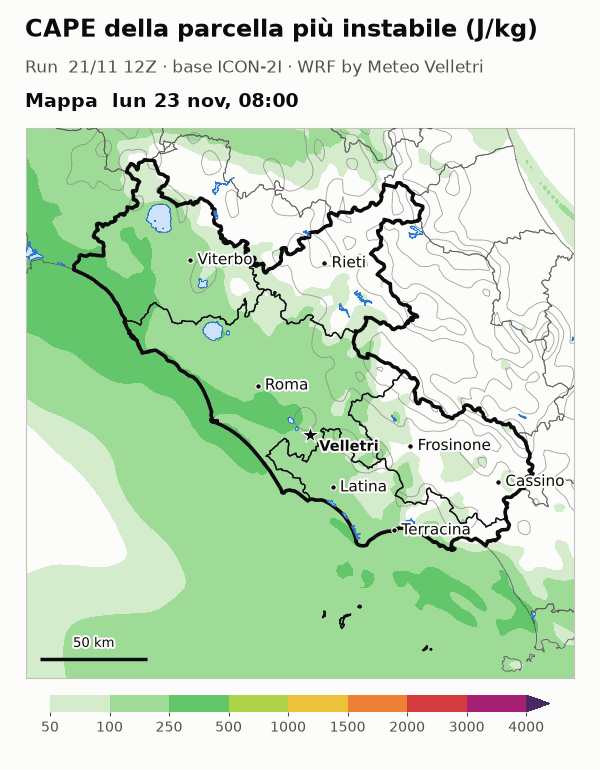 CAPE della parcella più instabile (J/kg)
Run  21/11 12Z · base ICON-2I · WRF by Meteo Velletri
Mappa  lun 23 nov, 08:00
Viterbo
Rieti
Roma
Velletri
Frosinone
Cassino
Latina
Terracina
50 km
50 100 250 500 1000 1500 2000 3000 4000